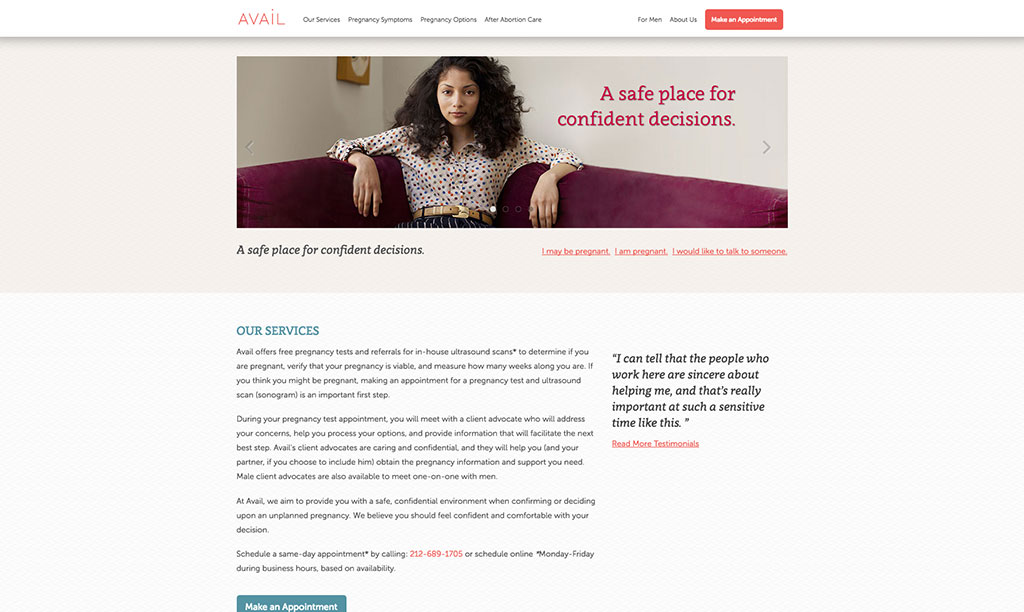 AVAIL
Our Services Pregnancy Symptoms Pregnancy Options After Abortion Care
For Men About Us Make an Appointment
A safe place for
confident decisions.
A safe place for confident decisions.
I may be pregnant. I am pregnant. I would like to talk to someone.
OUR SERVICES
Avail offers free pregnancy tests and referrals for in-house ultrasound scans* to determine if you
are pregnant, verify that your pregnancy is viable, and measure how many weeks along you are. If
you think you might be pregnant, making an appointment for a pregnancy test and ultrasound
scan (sonogram) is an important first step.
During your pregnancy test appointment, you will meet with a client advocate who will address
your concerns, help you process your options, and provide information that will facilitate the next
best step. Avail's client advocates are caring and confidential, and they will help you (and your
partner, if you choose to include him) obtain the pregnancy information and support you need.
Male client advocates are also available to meet one-on-one with men.
At Avail, we aim to provide you with a safe, confidential environment when confirming or deciding
upon an unplanned pregnancy. We believe you should feel confident and comfortable with your
decision.
Schedule a same-day appointment* by calling: 212-689-1705 or schedule online *Monday-Friday
during business hours, based on availability.
Make an Appointment
“I can tell that the people who
work here are sincere about
helping me, and that’s really
important at such a sensitive
time like this. ”
Read More Testimonials